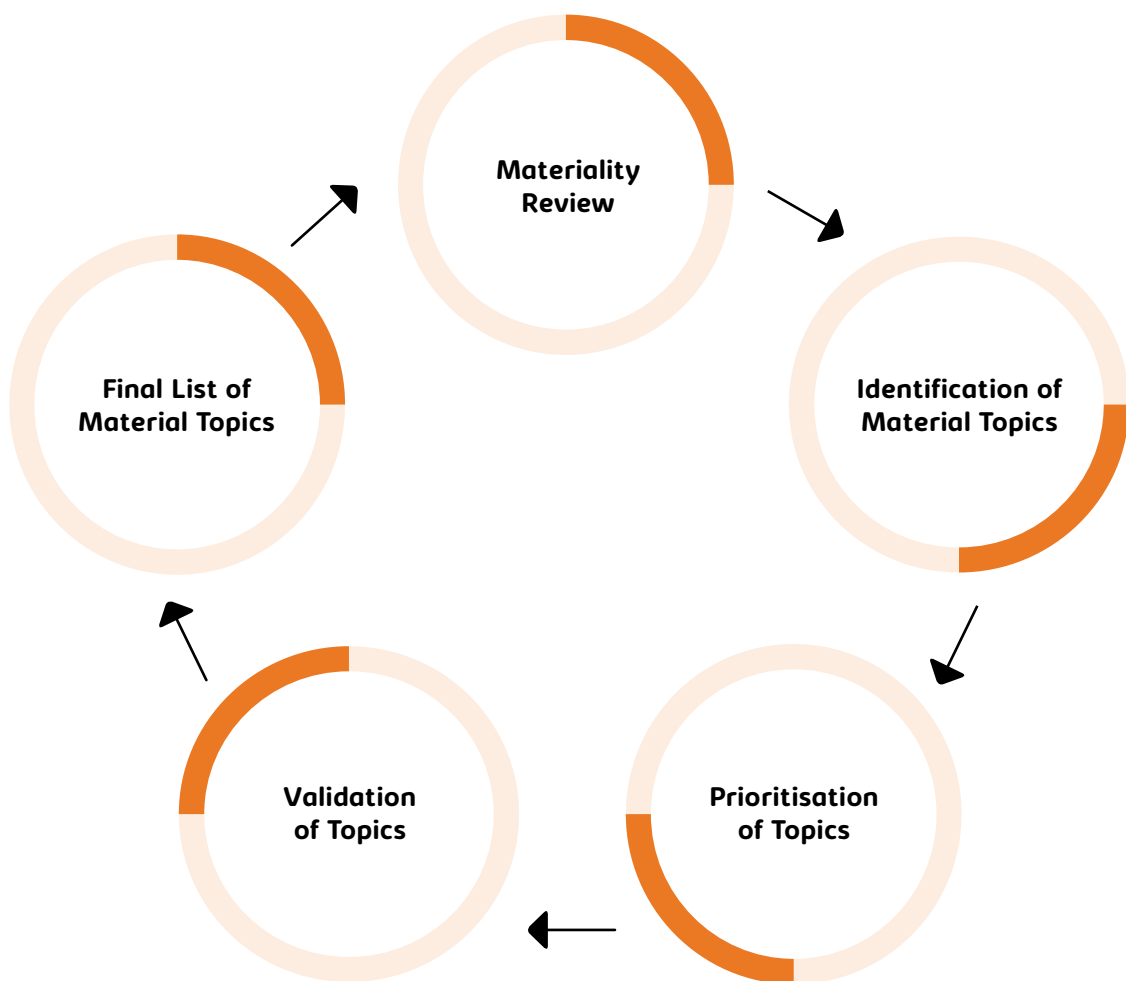 Materiality
Review
Identification of
Material Topics
Prioritisation
of Topics
Validation
of Topics
Final List of
Material Topics